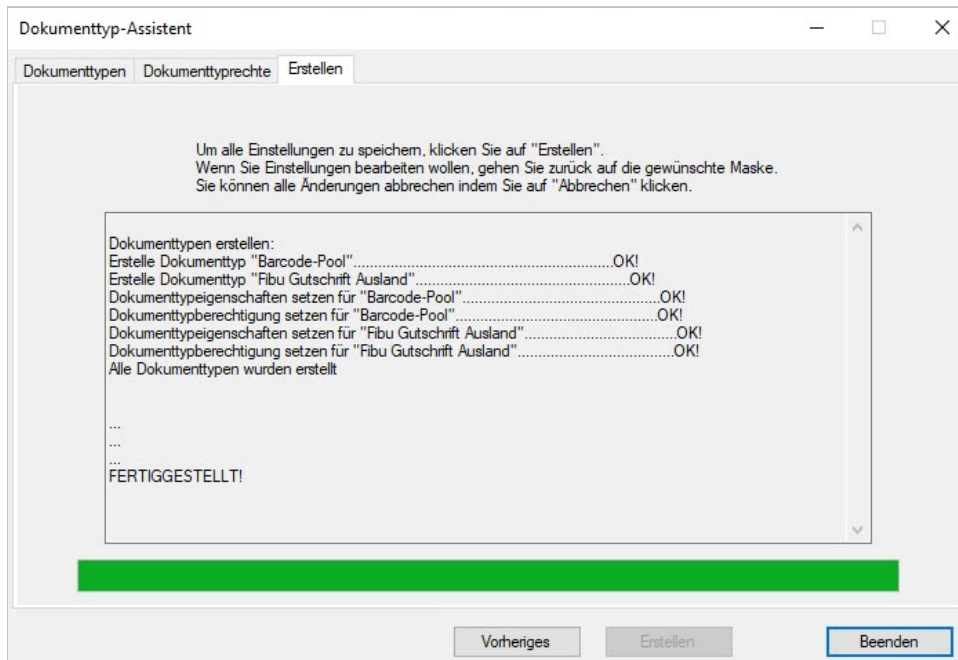 Dokumenttyp-Assistent
Dokumenttypen Dokumenttyprechte Erstellen
Um alle Einstellungen zu speichern, klicken Sie auf "Erstellen".
Wenn Sie Einstellungen bearbeiten wollen, gehen Sie zurück auf die gewünschte Maske.
Sie können alle Änderungen abbrechen indem Sie auf "Abbrechen" klicken.
Dokumenttypen erstellen:
Erstelle Dokumenttyp "Barcode-Pool"..............................................................OK!
Erstelle Dokumenttyp "Fibu Gutschrift Ausland"....................................................OK!
Dokumenttypeigenschaften setzen für "Barcode-Pool"................................................OK!
Dokumenttypberechtigung setzen für "Barcode-Pool".................................................OK!
Dokumenttypeigenschaften setzen für "Fibu Gutschrift Ausland".....................................OK!
Dokumenttypberechtigung setzen für "Fibu Gutschrift Ausland"......................................OK!
Alle Dokumenttypen wurden erstellt
...
...
...
FERTIGGESTELLT!
Vorheriges Erstellen Beenden